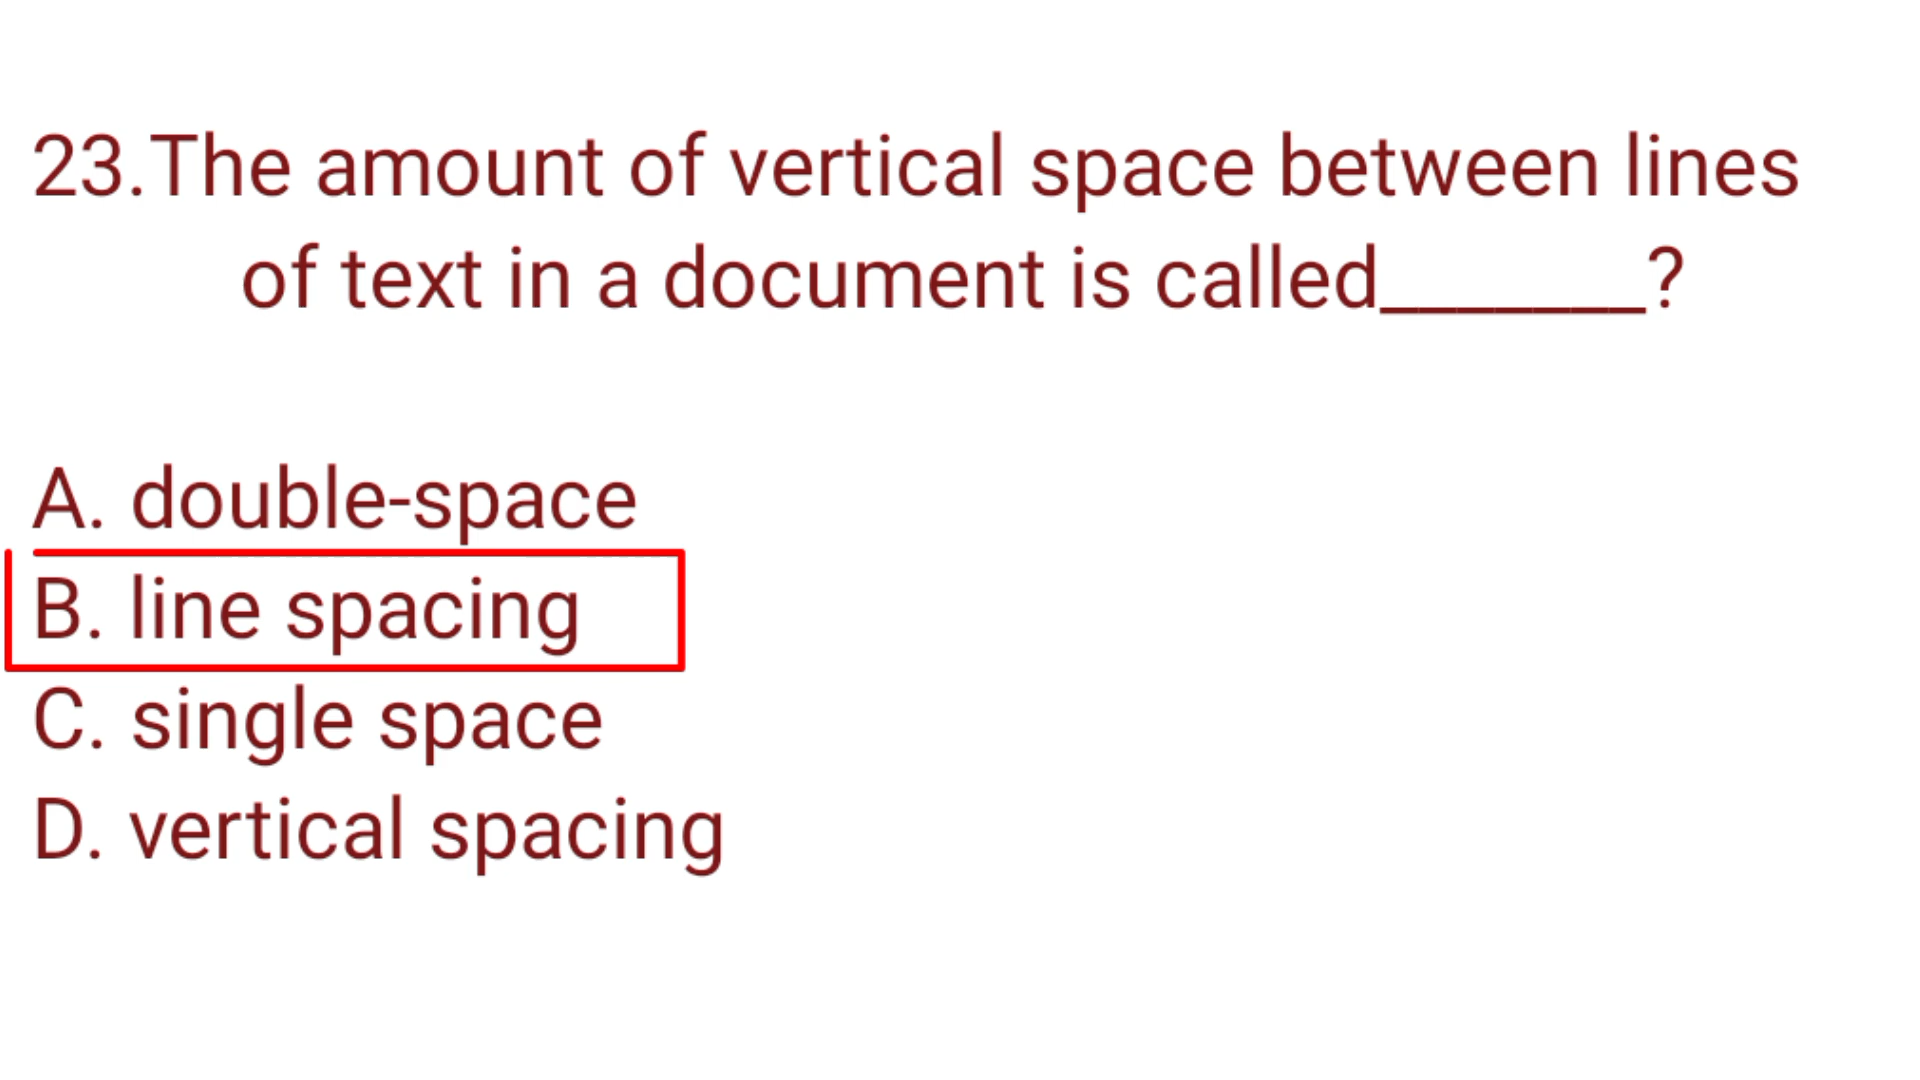 23.The amount of vertical space between lines
of text in a document is called_______?
A. double-space
B. line spacing
C. single space
D. vertical spacing